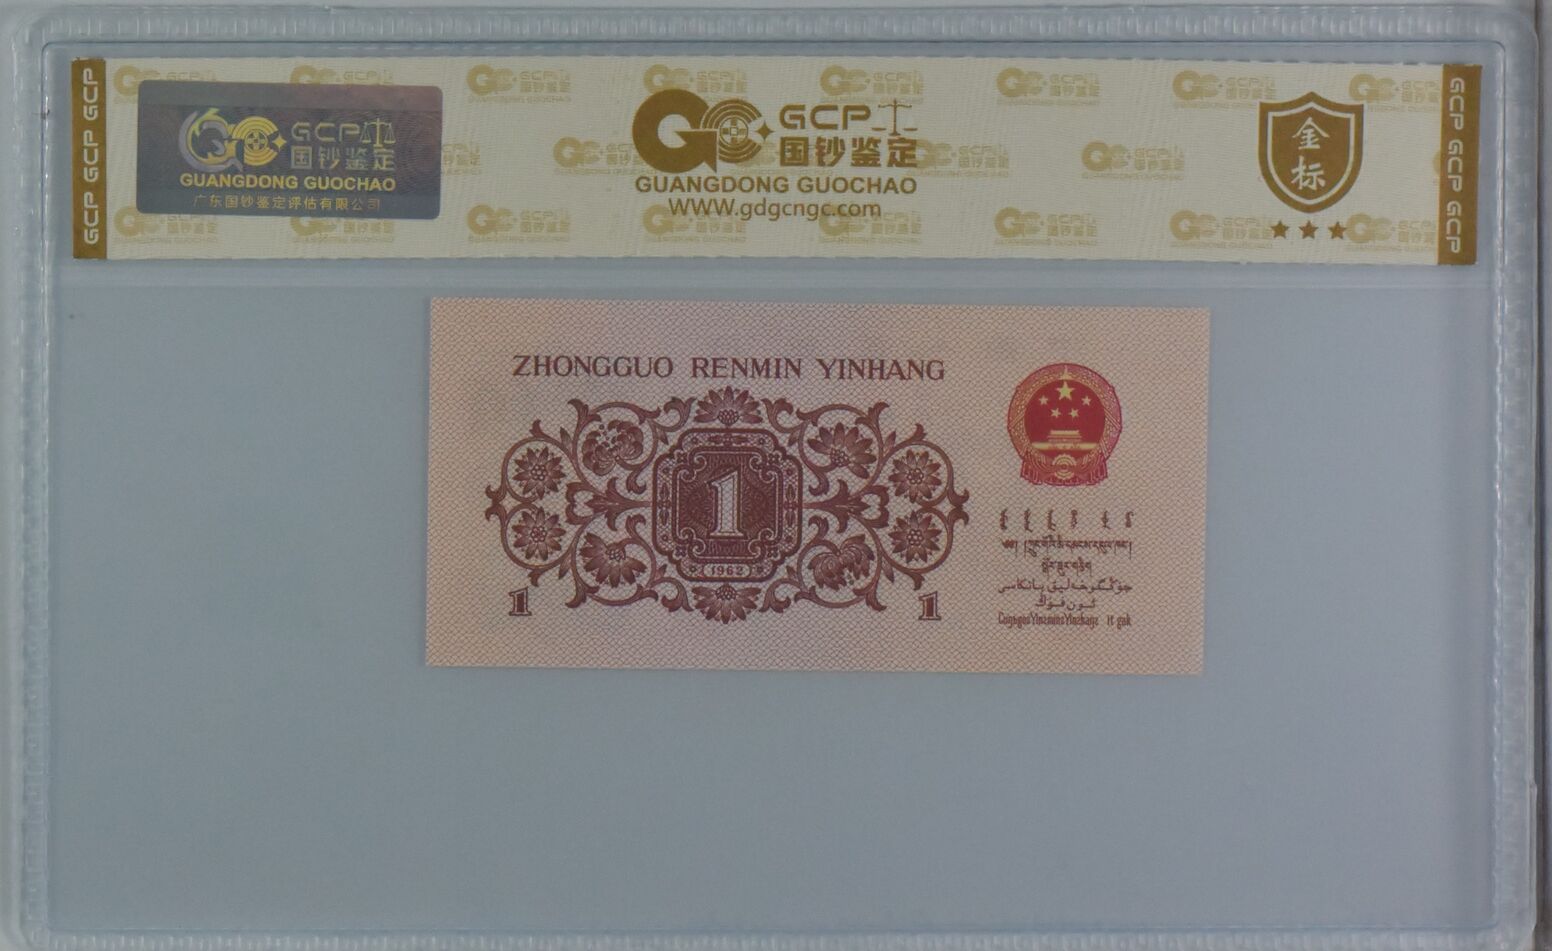 GCP GCP GCP
GCP
国钞鉴定
GUANGDONG GUOCHAO
广东国钞鉴定评估有限公司
GCP
国钞鉴定
GUANGDONG GUOCHAO
www.gdgcngc.com
金标
GCP GCP GCP
ZHONGGUO RENMIN YINHANG
1
1962
1
1
جۇڭگوخەلىق بانكاسى